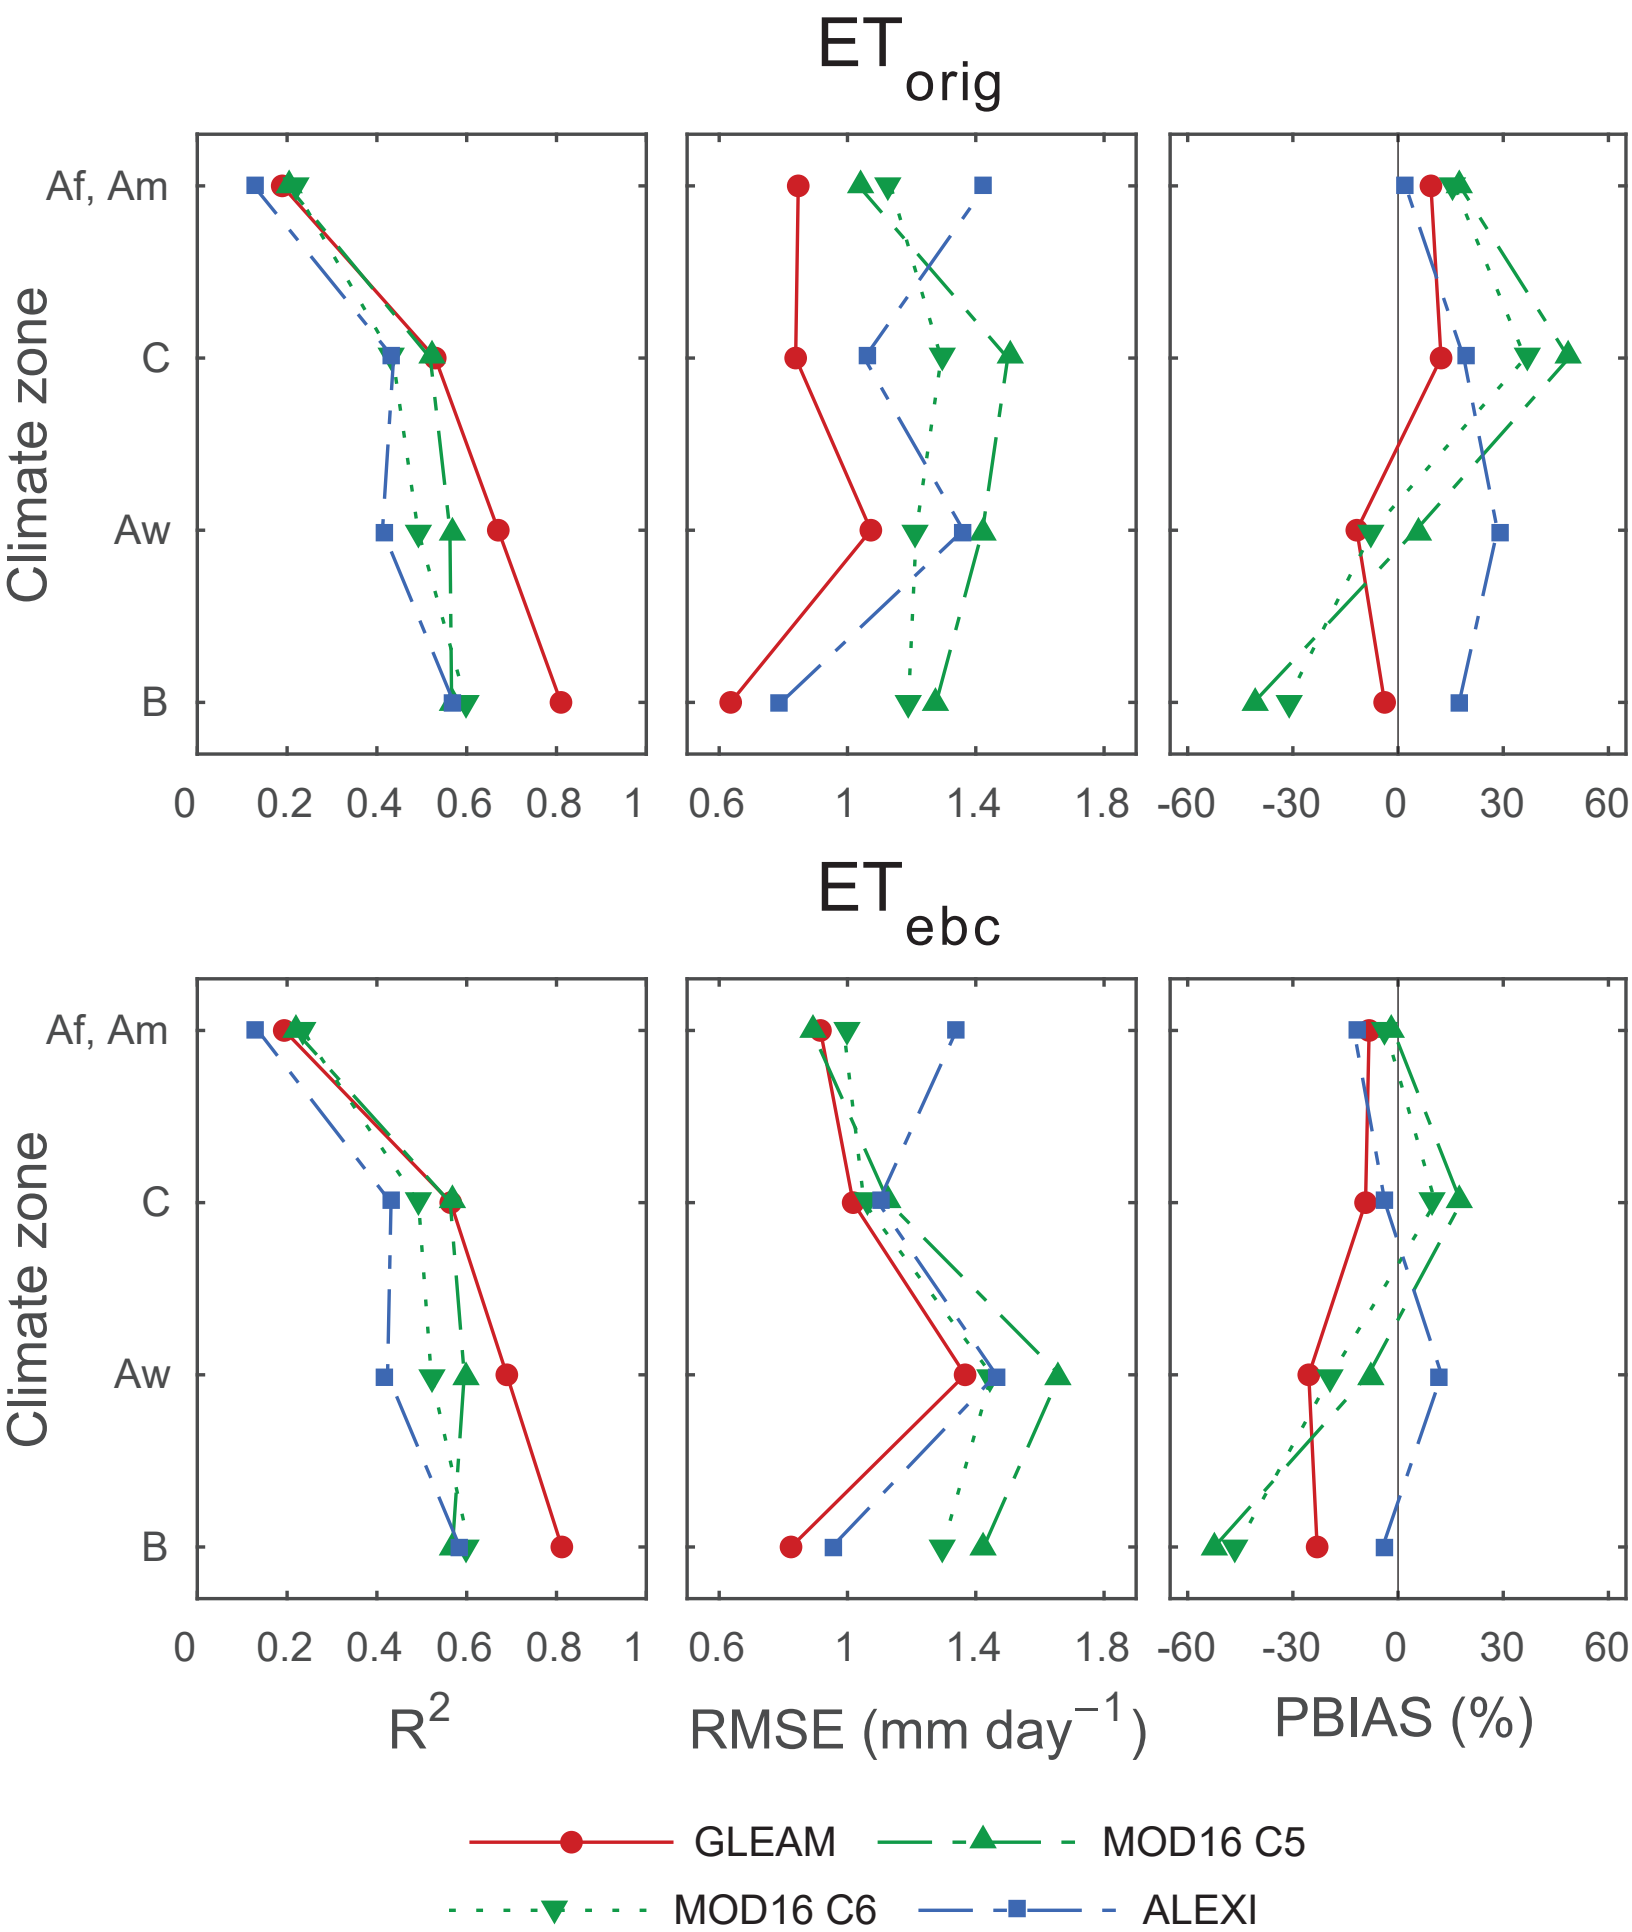 ET orig
Af, Am
C
Aw
B
Climate zone
0 0.2 0.4 0.6 0.8 1
0.6 1 1.4 1.8
-60 -30 0 30 60
ET ebc
Af, Am
C
Aw
B
Climate zone
0 0.2 0.4 0.6 0.8 1
0.6 1 1.4 1.8
-60 -30 0 30 60
R²
RMSE (mm day⁻¹)
PBIAS (%)
GLEAM
MOD16 C5
MOD16 C6
ALEXI